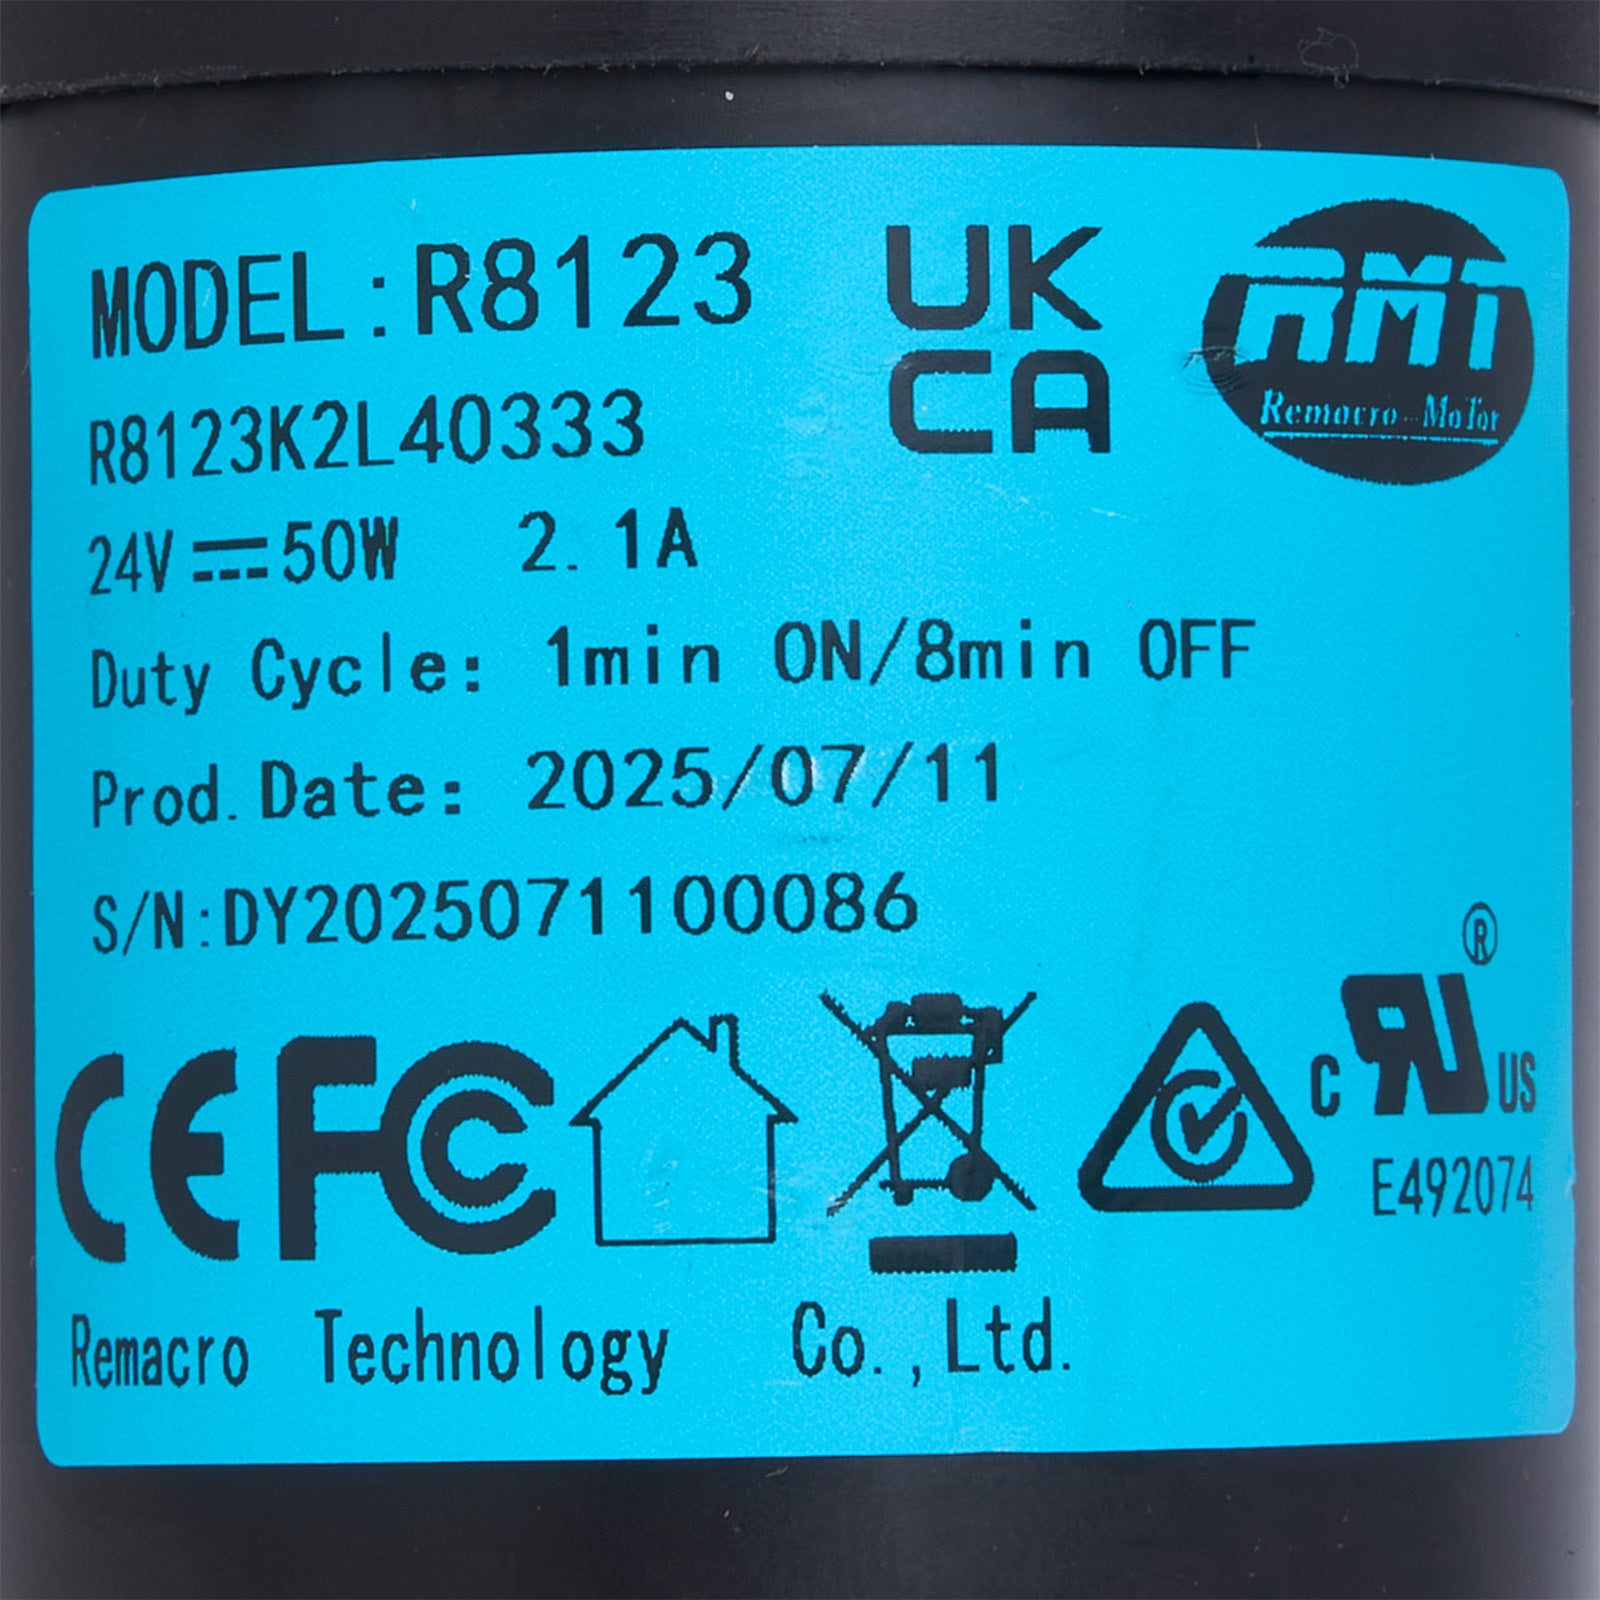 MODEL:R8123
R8123K2L40333
24V⎓50W 2.1A
Duty Cycle: 1min ON/8min OFF
Prod.Date: 2025/07/11
S/N:DY2025071100086
UK
CA
RMT
Remacro-MoTor
CE FC
c RU US ®
E492074
Remacro Technology Co.,Ltd.